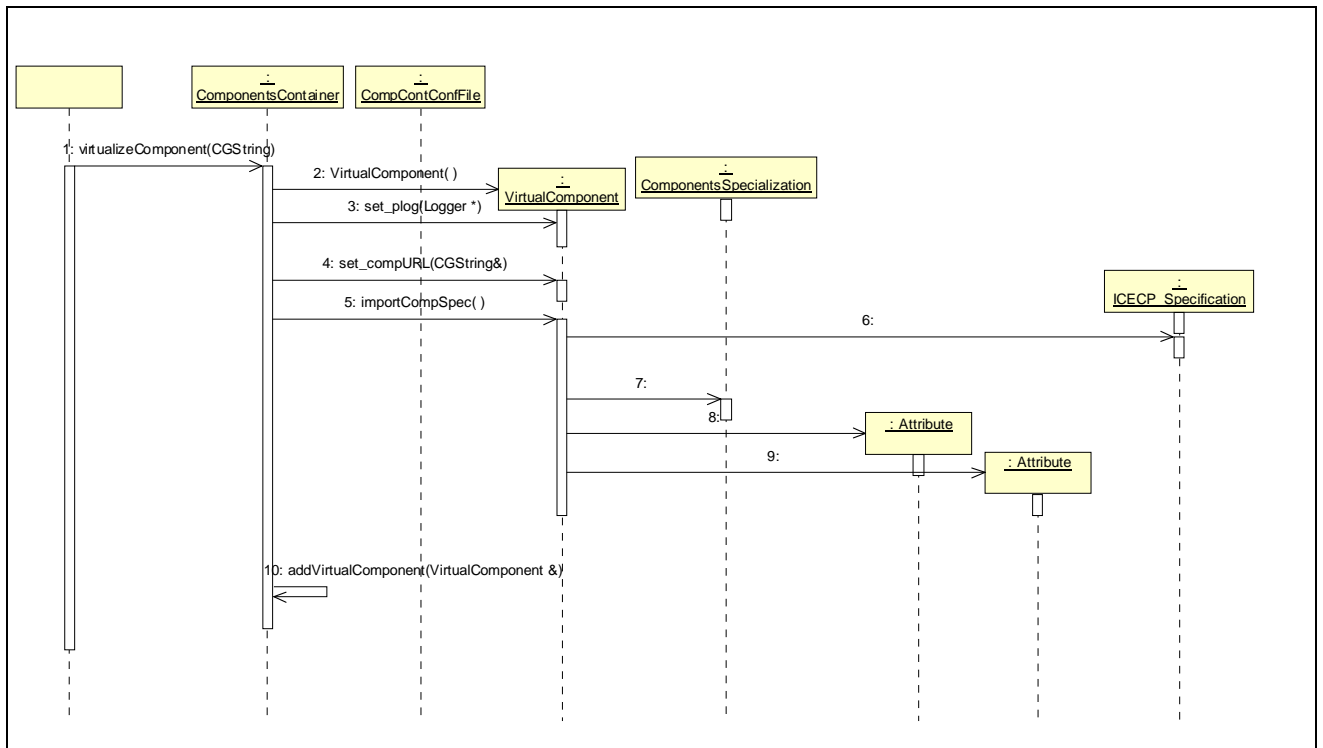 :
ComponentsContainer
:
CompContConfFile
1: virtualizeComponent(CGString)
2: VirtualComponent( )
:
VirtualComponent
:
ComponentsSpecialization
3: set_plog(Logger *)
4: set_compURL(CGString&)
5: importCompSpec( )
:
ICECP_Specification
6:
7:
8:
: Attribute
9:
: Attribute
10: addVirtualComponent(VirtualComponent &)